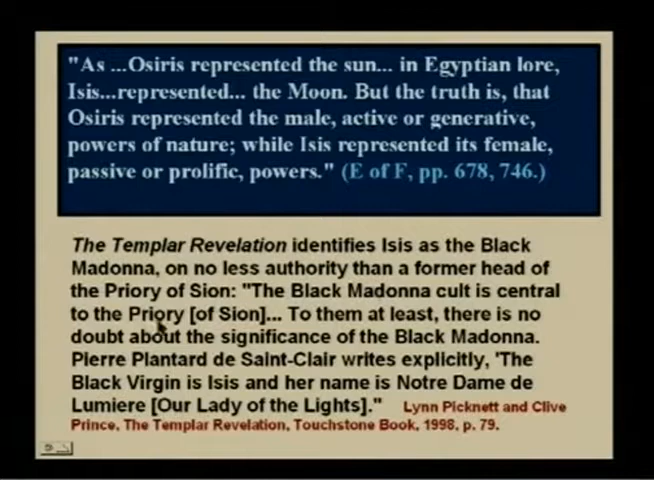 "As ...Osiris represented the sun... in Egyptian lore,
Isis...represented... the Moon. But the truth is, that
Osiris represented the male, active or generative,
powers of nature; while Isis represented its female,
passive or prolific, powers." (E of F, pp. 678, 746.)
The Templar Revelation identifies Isis as the Black
Madonna, on no less authority than a former head of
the Priory of Sion: "The Black Madonna cult is central
to the Priory [of Sion]... To them at least, there is no
doubt about the significance of the Black Madonna.
Pierre Plantard de Saint-Clair writes explicitly, 'The
Black Virgin is Isis and her name is Notre Dame de
Lumiere [Our Lady of the Lights]." Lynn Picknett and Clive
Prince, The Templar Revelation, Touchstone Book, 1998, p. 79.